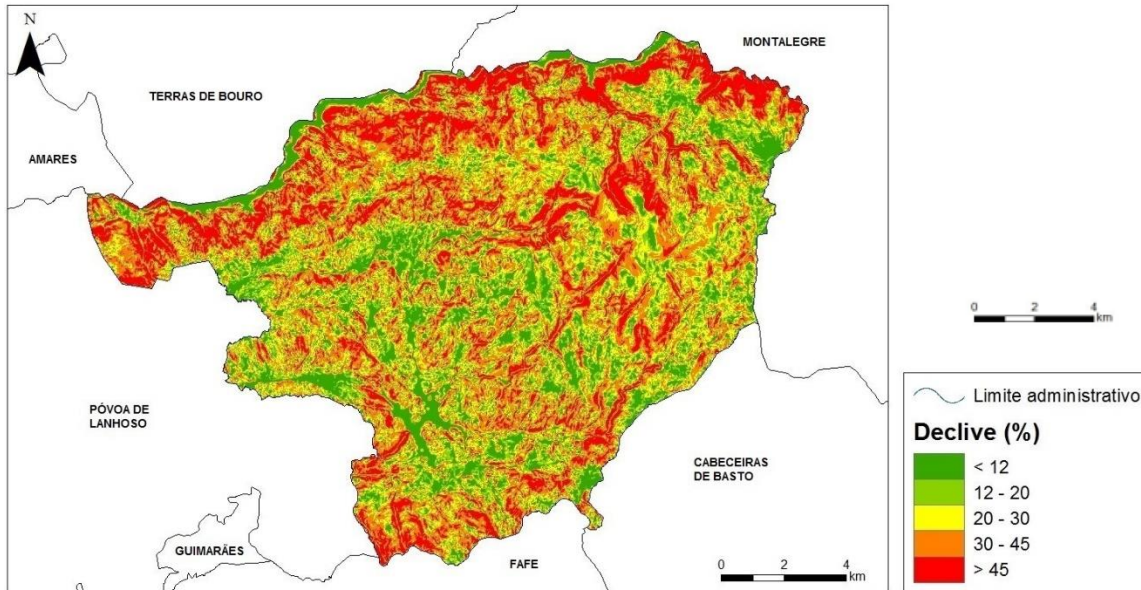 N
MONTALEGRE
TERRAS DE BOURO
AMARES
PÓVOA DE
LANHOSO
CABECEIRAS
DE BASTO
GUIMARÃES
FAFE
0 2 4
km
0 2 4
km
Limite administrativo
Declive (%)
< 12
12 - 20
20 - 30
30 - 45
> 45